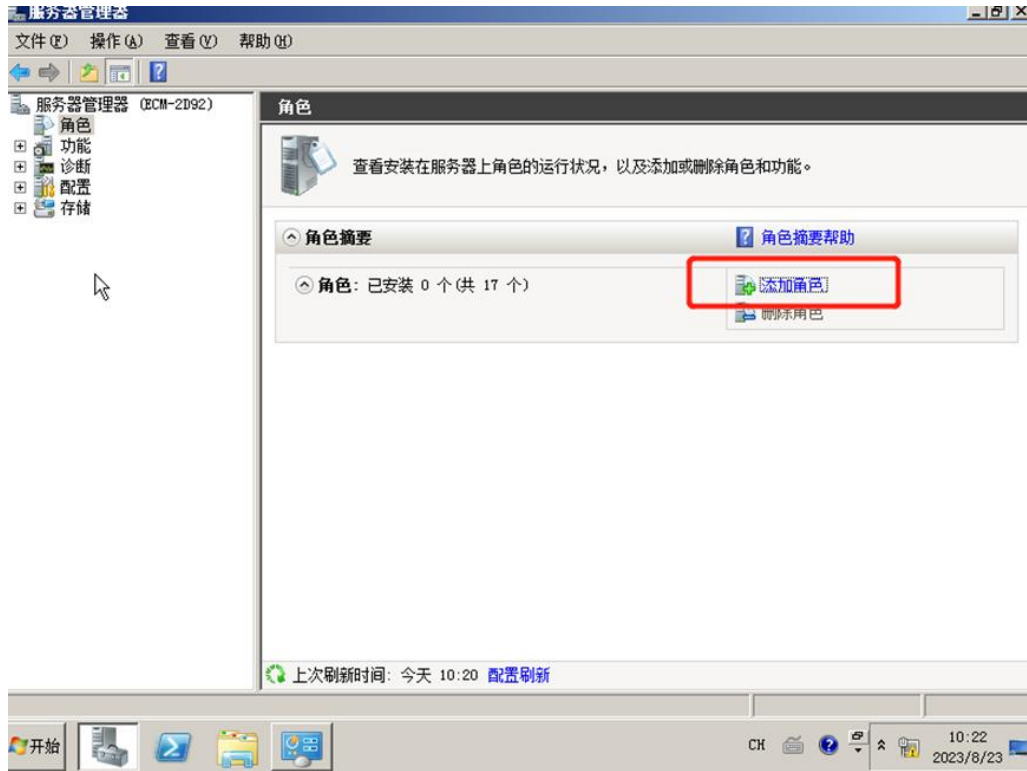 服务器管理器
文件(F) 操作(A) 查看(V) 帮助(H)
服务器管理器 (ECM-2D92)
角色
功能
诊断
配置
存储
角色
查看安装在服务器上角色的运行状况，以及添加或删除角色和功能。
角色摘要
角色摘要帮助
角色：已安装 0 个(共 17 个)
添加角色
删除角色
上次刷新时间: 今天 10:20 配置刷新
开始
CH
10:22
2023/8/23